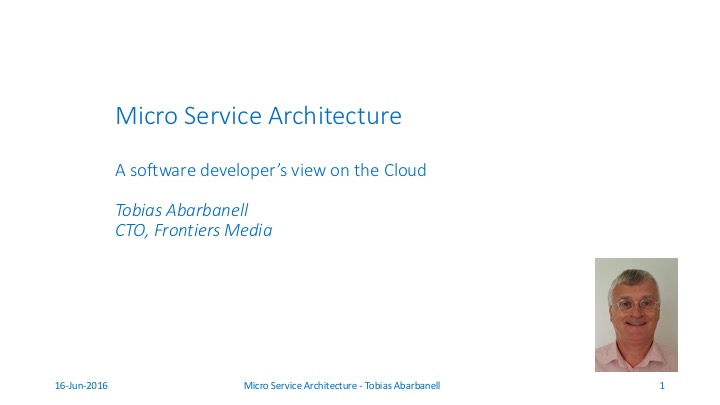 Micro Service Architecture
A software developer’s view on the Cloud
Tobias Abarbanell
CTO, Frontiers Media
16-Jun-2016
Micro Service Architecture - Tobias Abarbanell
1